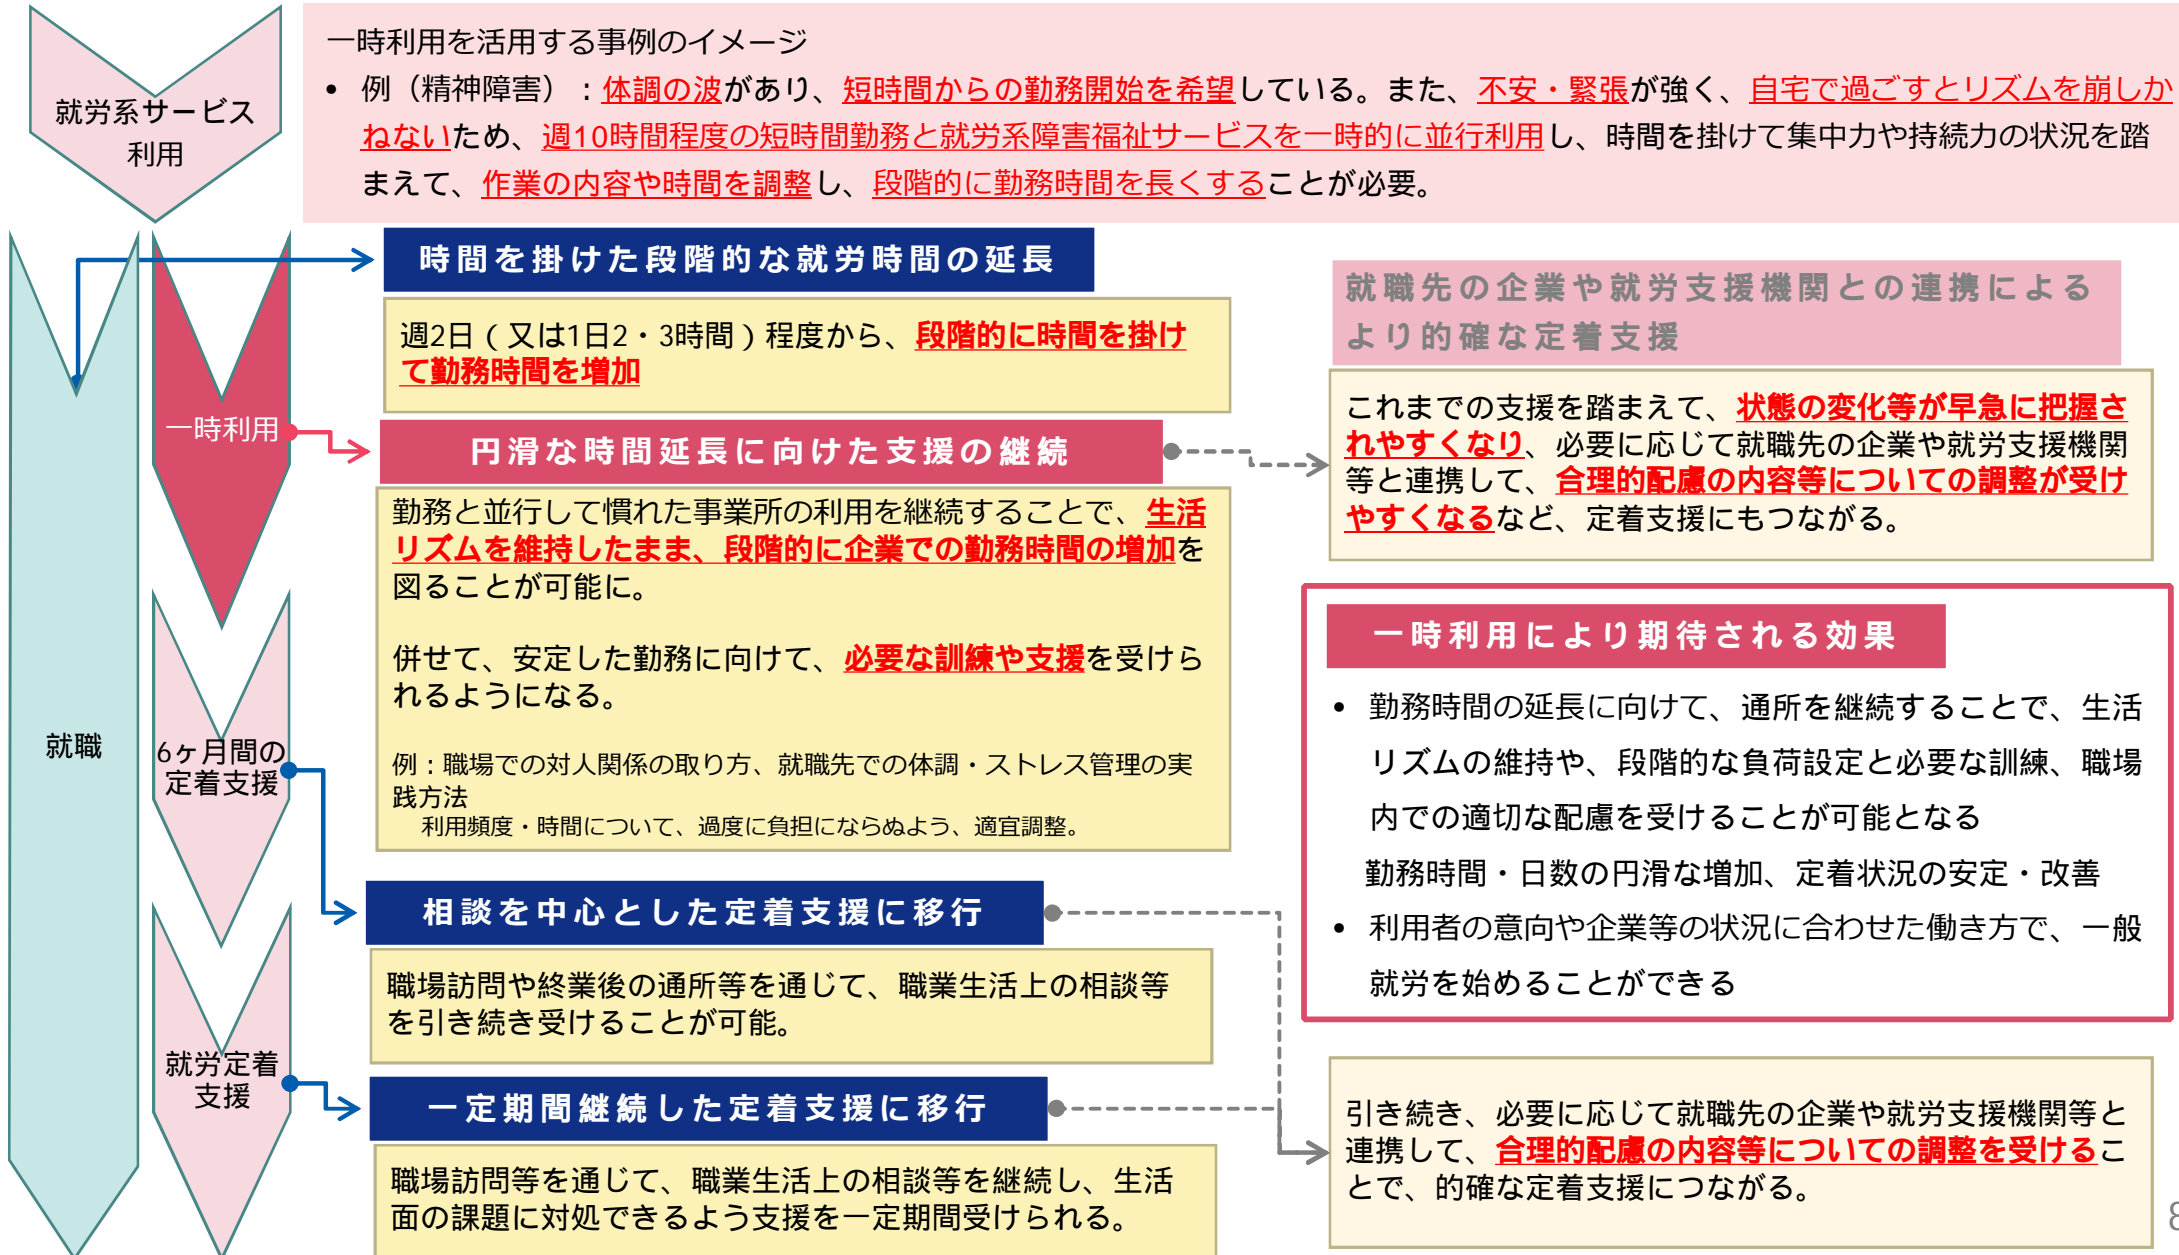 就労系サービス
利用
一時利用を活用する事例のイメージ
• 例（精神障害）：体調の波があり、短時間からの勤務開始を希望している。また、不安・緊張が強く、自宅で過ごすとリズムを崩しか
ねないため、週10時間程度の短時間勤務と就労系障害福祉サービスを一時的に並行利用し、時間を掛けて集中力や持続力の状況を踏
まえて、作業の内容や時間を調整し、段階的に勤務時間を長くすることが必要。
就職
一時利用
6ヶ月間の
定着支援
就労定着
支援
時間を掛けた段階的な就労時間の延長
週2日（又は1日2・3時間）程度から、段階的に時間を掛け
て勤務時間を増加
円滑な時間延長に向けた支援の継続
勤務と並行して慣れた事業所の利用を継続することで、生活
リズムを維持したまま、段階的に企業での勤務時間の増加を
図ることが可能に。
併せて、安定した勤務に向けて、必要な訓練や支援を受けら
れるようになる。
例：職場での対人関係の取り方、就職先での体調・ストレス管理の実
践方法
利用頻度・時間について、過度に負担にならぬよう、適宜調整。
相談を中心とした定着支援に移行
職場訪問や終業後の通所等を通じて、職業生活上の相談等
を引き続き受けることが可能。
一定期間継続した定着支援に移行
職場訪問等を通じて、職業生活上の相談等を継続し、生活
面の課題に対処できるよう支援を一定期間受けられる。
就職先の企業や就労支援機関との連携による
より的確な定着支援
これまでの支援を踏まえて、状態の変化等が早急に把握さ
れやすくなり、必要に応じて就職先の企業や就労支援機関
等と連携して、合理的配慮の内容等についての調整が受け
やすくなるなど、定着支援にもつながる。
一時利用により期待される効果
• 勤務時間の延長に向けて、通所を継続することで、生活
リズムの維持や、段階的な負荷設定と必要な訓練、職場
内での適切な配慮を受けることが可能となる
勤務時間・日数の円滑な増加、定着状況の安定・改善
• 利用者の意向や企業等の状況に合わせた働き方で、一般
就労を始めることができる
引き続き、必要に応じて就職先の企業や就労支援機関等と
連携して、合理的配慮の内容等についての調整を受けるこ
とで、的確な定着支援につながる。